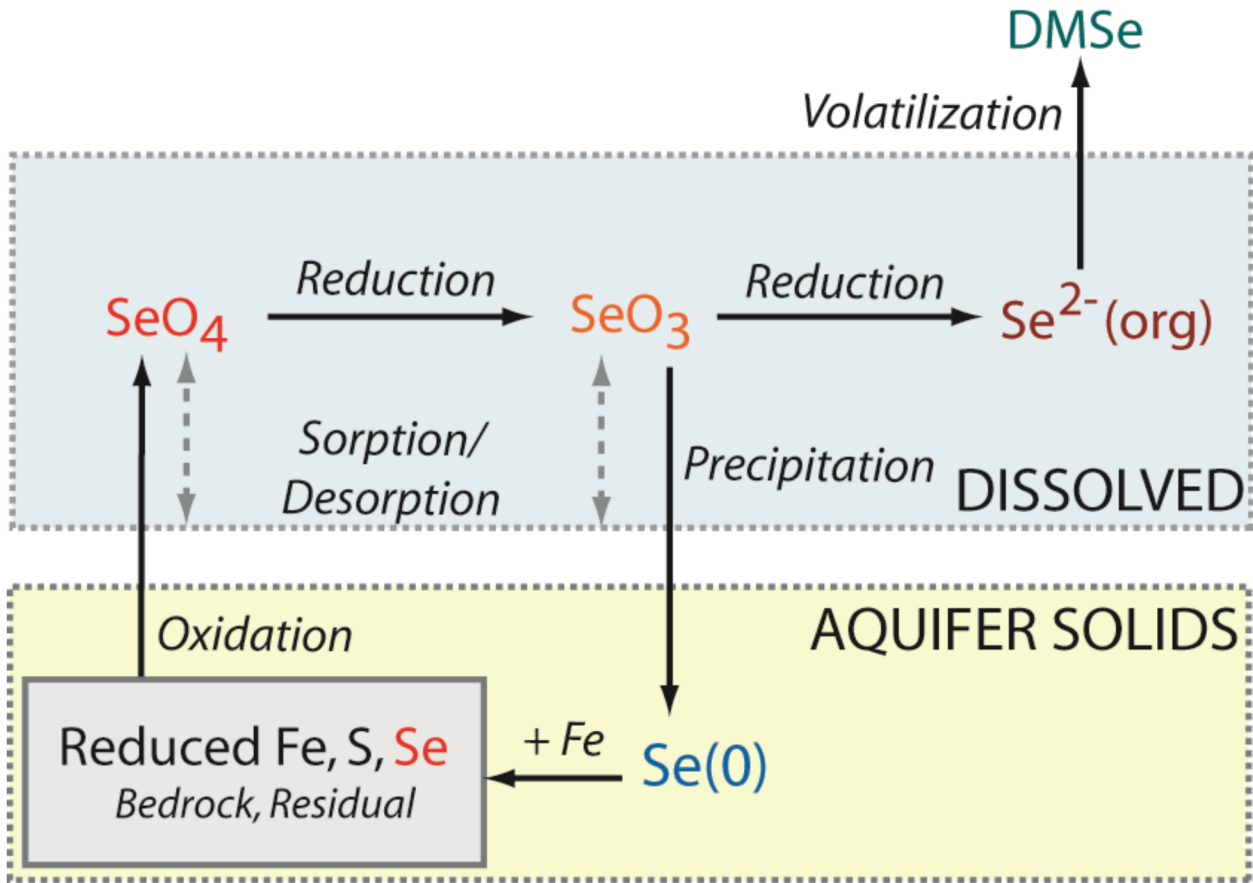 DMSe
Volatilization
Reduction
Reduction
SeO4
SeO3
Se2-(org)
Sorption/
Desorption
Precipitation
DISSOLVED
AQUIFER SOLIDS
Oxidation
Reduced Fe, S, Se
Bedrock, Residual
+ Fe
Se(0)